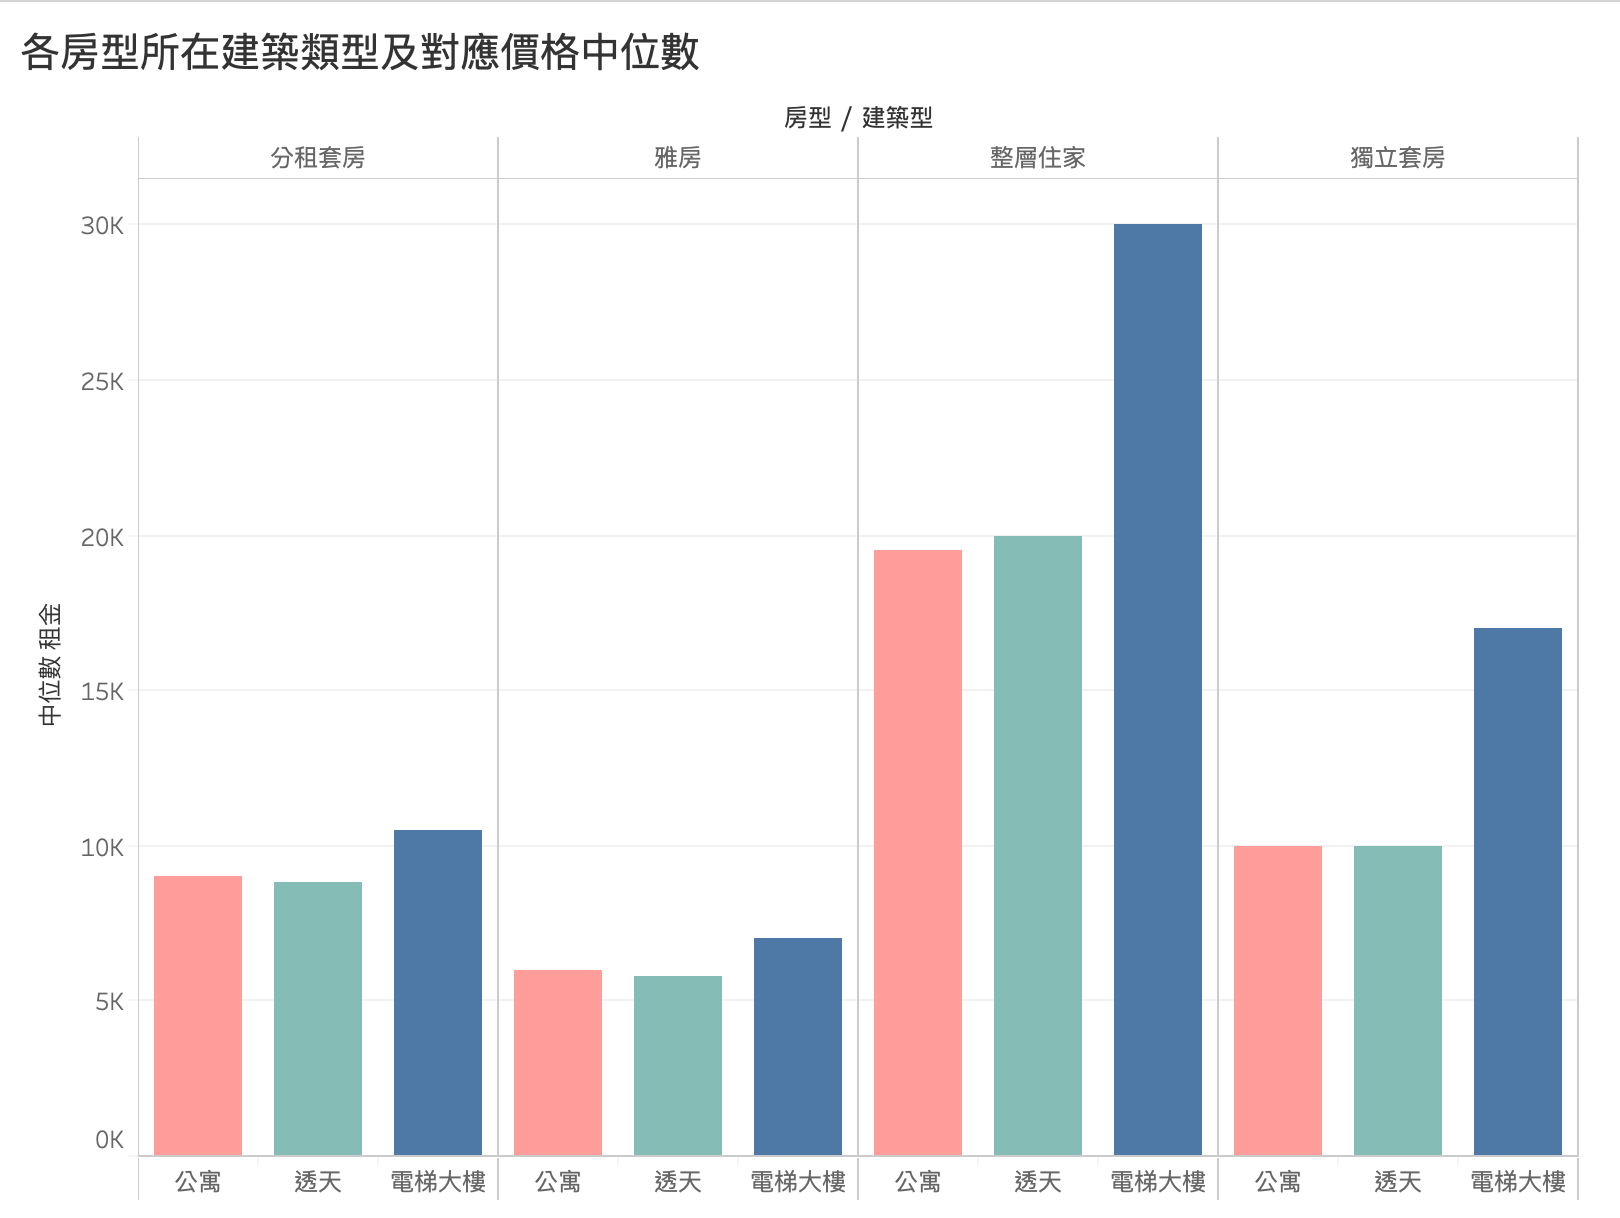 各房型所在建築類型及對應價格中位數
房型 / 建築型
分租套房 雅房 整層住家 獨立套房
30K
25K
20K
15K
10K
5K
0K
中位數 租金
公寓 透天 電梯大樓 公寓 透天 電梯大樓 公寓 透天 電梯大樓 公寓 透天 電梯大樓